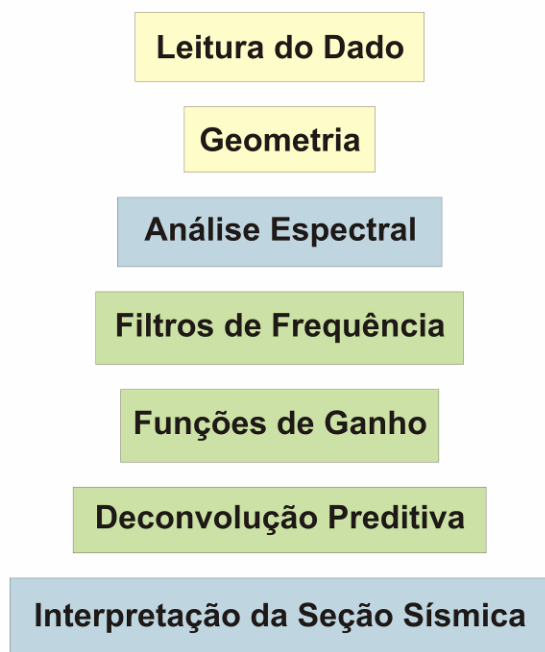 Leitura do Dado
Geometria
Análise Espectral
Filtros de Frequência
Funções de Ganho
Deconvolução Preditiva
Interpretação da Seção Sísmica